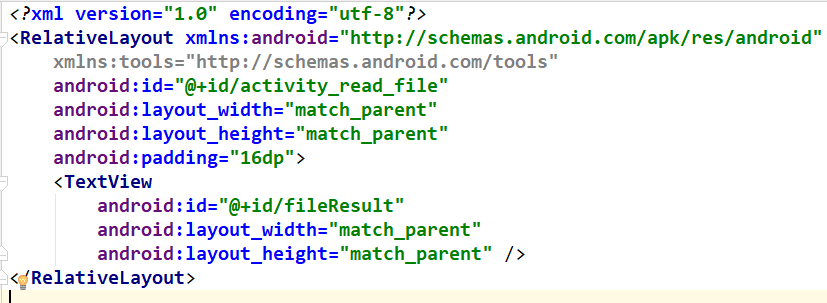 <?xml version="1.0" encoding="utf-8"?>
<RelativeLayout xmlns:android="http://schemas.android.com/apk/res/android"
    xmlns:tools="http://schemas.android.com/tools"
    android:id="@+id/activity_read_file"
    android:layout_width="match_parent"
    android:layout_height="match_parent"
    android:padding="16dp">
    <TextView
        android:id="@+id/fileResult"
        android:layout_width="match_parent"
        android:layout_height="match_parent" />
</RelativeLayout>